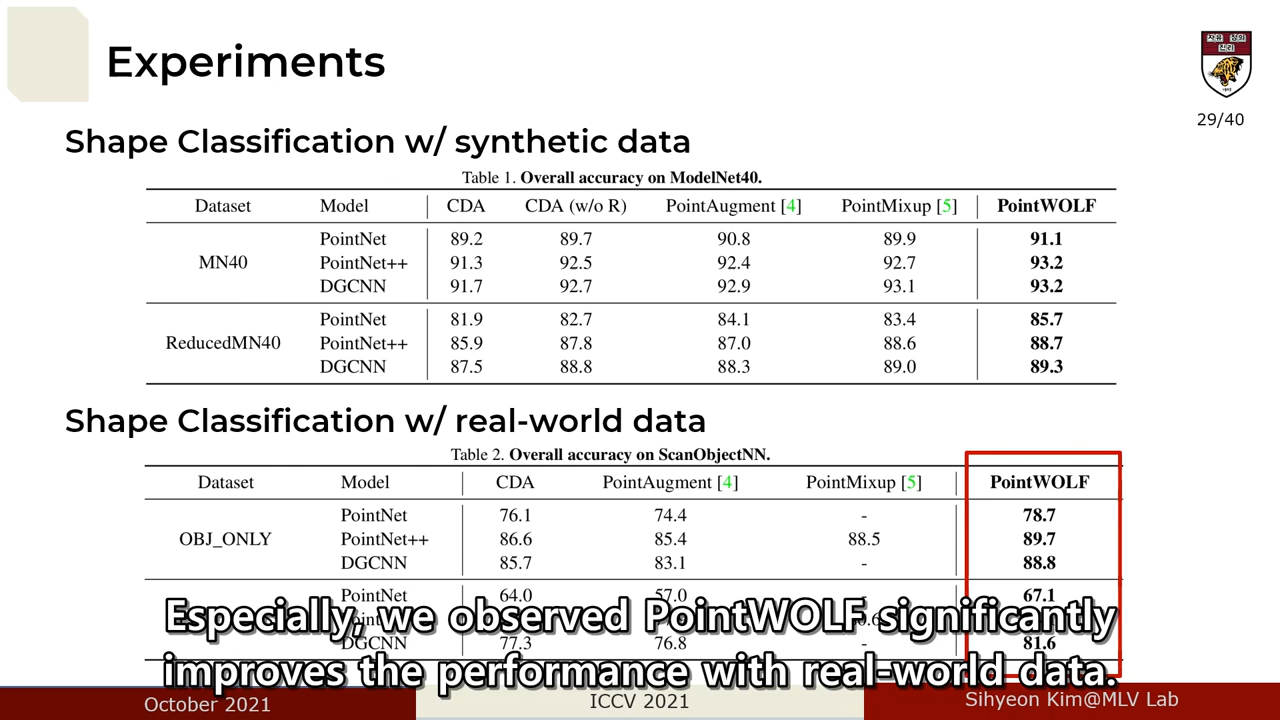 Experiments
29/40
Shape Classification w/ synthetic data
Table 1. Overall accuracy on ModelNet40.
Dataset Model CDA CDA (w/o R) PointAugment [4] PointMixup [5] PointWOLF
PointNet 89.2 89.7 90.8 89.9 91.1
MN40 PointNet++ 91.3 92.5 92.4 92.7 93.2
DGCNN 91.7 92.7 92.9 93.1 93.2
PointNet 81.9 82.7 84.1 83.4 85.7
ReducedMN40 PointNet++ 85.9 87.8 87.0 88.6 88.7
DGCNN 87.5 88.8 88.3 89.0 89.3
Shape Classification w/ real-world data
Table 2. Overall accuracy on ScanObjectNN.
Dataset Model CDA PointAugment [4] PointMixup [5] PointWOLF
PointNet 76.1 74.4 - 78.7
OBJ_ONLY PointNet++ 86.6 85.4 88.5 89.7
DGCNN 85.7 83.1 - 88.8
PointNet 64.0 57.0 67.1
Especially, we observed PointWOLF significantly
DGCNN 77.3 76.8 - 81.6
improves the performance with real-world data.
October 2021 ICCV 2021 Sihyeon Kim@MLV Lab